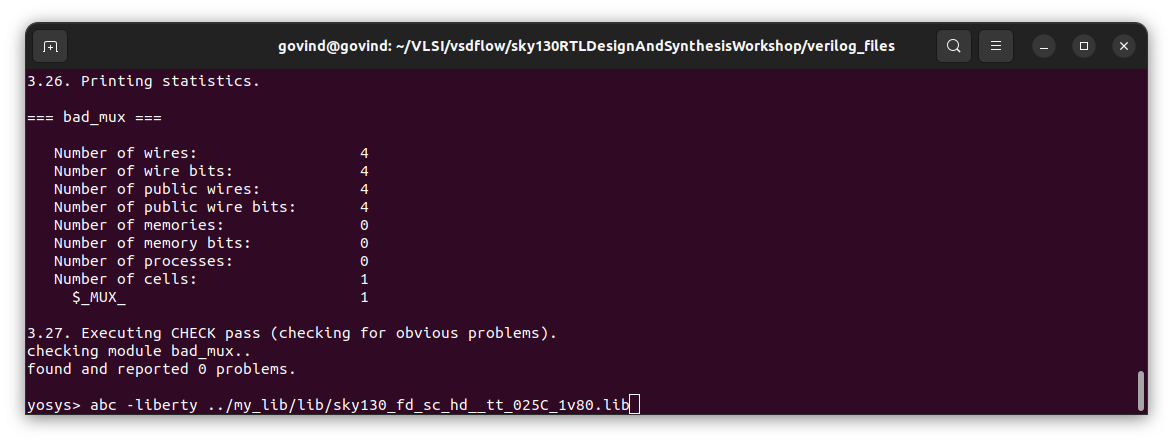 govind@govind: ~/VLSI/vsdflow/sky130RTLDesignAndSynthesisWorkshop/verilog_files
3.26. Printing statistics.
=== bad_mux ===
Number of wires: 4
Number of wire bits: 4
Number of public wires: 4
Number of public wire bits: 4
Number of memories: 0
Number of memory bits: 0
Number of processes: 0
Number of cells: 1
$_MUX_ 1
3.27. Executing CHECK pass (checking for obvious problems).
checking module bad_mux..
found and reported 0 problems.
yosys> abc -liberty ../my_lib/lib/sky130_fd_sc_hd__tt_025C_1v80.lib